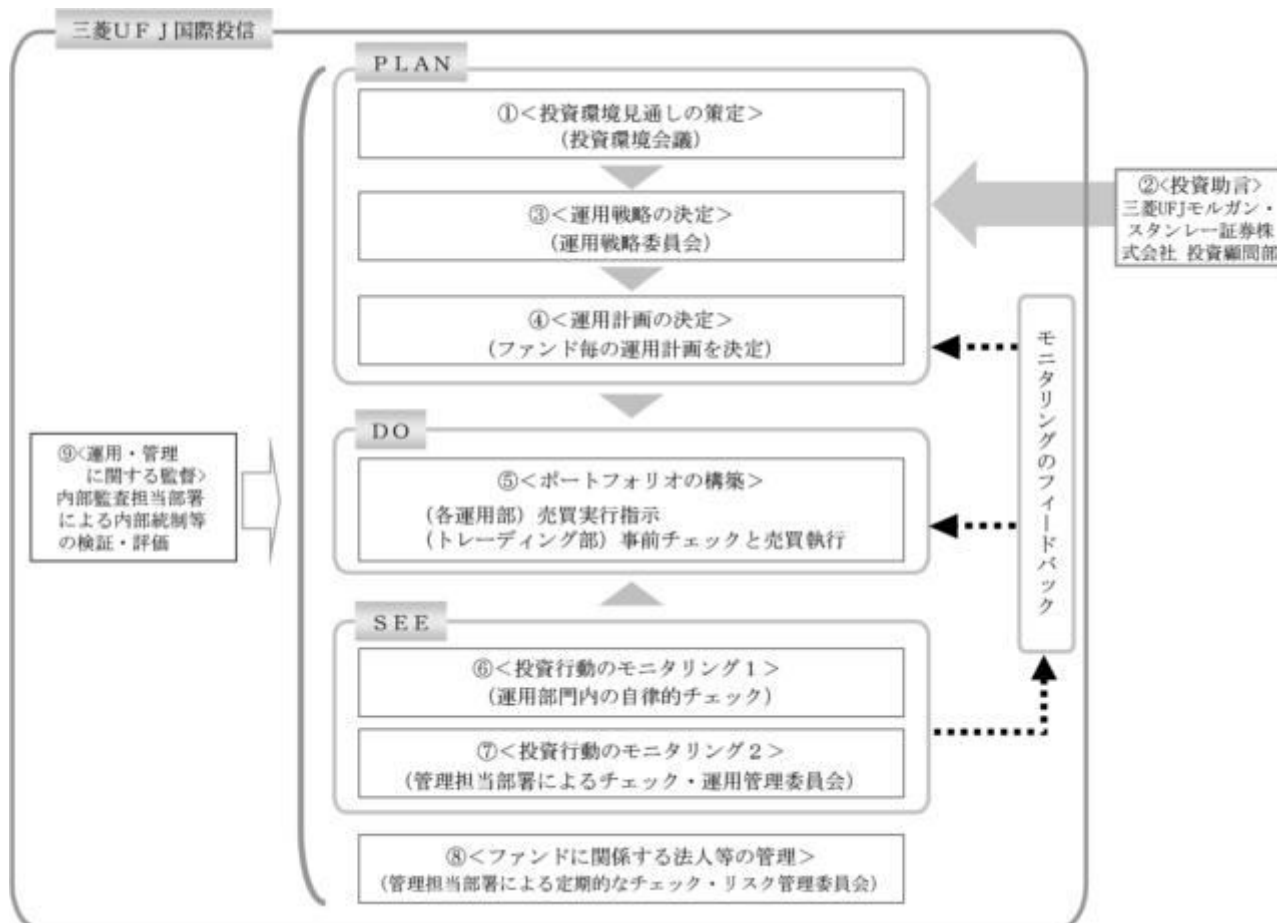 三菱ＵＦＪ国際投信
ＰＬＡＮ
①＜投資環境見通しの策定＞
(投資環境会議)
②<投資助言>
三菱UFJモルガン・
スタンレー証券株
式会社 投資顧問部
③＜運用戦略の決定＞
(運用戦略委員会)
④＜運用計画の決定＞
(ファンド毎の運用計画を決定)
モニタリングのフィードバック
ＤＯ
⑤＜ポートフォリオの構築＞
(各運用部) 売買実行指示
(トレーディング部) 事前チェックと売買執行
⑨<運用・管理
に関する監督>
内部監査担当部署
による内部統制等
の検証・評価
ＳＥＥ
⑥＜投資行動のモニタリング１＞
(運用部門内の自律的チェック)
⑦＜投資行動のモニタリング２＞
(管理担当部署によるチェック・運用管理委員会)
⑧＜ファンドに関係する法人等の管理＞
(管理担当部署による定期的なチェック・リスク管理委員会)